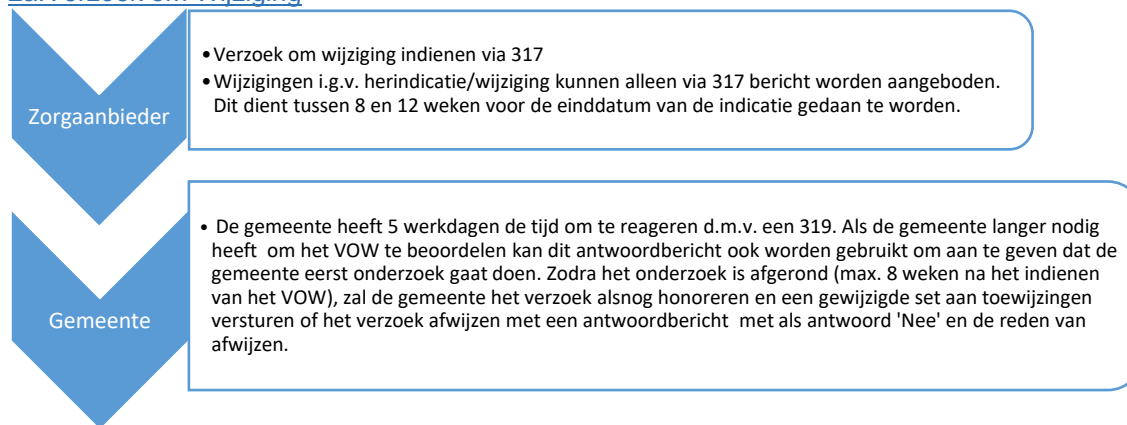 Zorgaanbieder
•Verzoek om wijziging indienen via 317
•Wijzigingen i.g.v. herindicatie/wijziging kunnen alleen via 317 bericht worden aangeboden.
Dit dient tussen 8 en 12 weken voor de einddatum van de indicatie gedaan te worden.
Gemeente
• De gemeente heeft 5 werkdagen de tijd om te reageren d.m.v. een 319. Als de gemeente langer nodig
heeft om het VOW te beoordelen kan dit antwoordbericht ook worden gebruikt om aan te geven dat de
gemeente eerst onderzoek gaat doen. Zodra het onderzoek is afgerond (max. 8 weken na het indienen
van het VOW), zal de gemeente het verzoek alsnog honoreren en een gewijzigde set aan toewijzingen
versturen of het verzoek afwijzen met een antwoordbericht met als antwoord 'Nee' en de reden van
afwijzen.